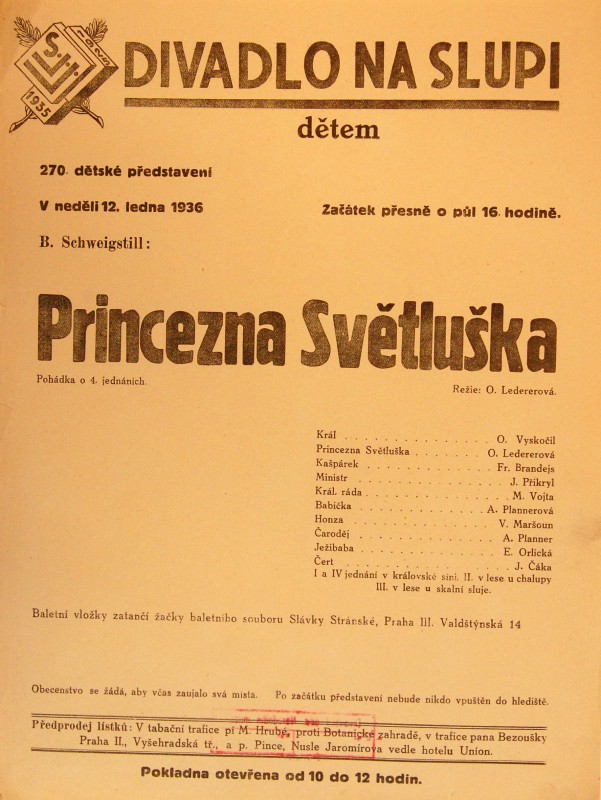 S.J.J.V.
1935
DIVADLO NA SLUPI
dětem
270. dětské představení
V neděli 12. ledna 1936 Začátek přesně o půl 16. hodině.
B. Schweigstill:
Princezna Světluška
Pohádka o 4. jednáních.
Režie: O. Ledererová.
Král . . . . . . . . . . . . . . . O. Vyskočil
Princezna Světluška . . . . . . . O. Ledererová
Kašpárek . . . . . . . . . . . . . Fr. Brandejs
Ministr . . . . . . . . . . . . . . . J. Přikryl
Král. ráda . . . . . . . . . . . . . . M. Vojta
Babička . . . . . . . . . . . . A. Plannerová
Honza . . . . . . . . . . . . . . V. Maršoun
Čaroděj . . . . . . . . . . . . . . A. Planner
Ježibaba . . . . . . . . . . . . . E. Orlická
Čert . . . . . . . . . . . . . . . . J. Čáka
I a IV jednání v královské síni, II. v lese u chalupy
III. v lese u skalní sluje.
Baletní vložky zatančí žačky baletního souboru Slávky Stránské, Praha III. Valdštýnská 14
Obecenstvo se žádá, aby včas zaujalo svá místa. Po začátku představení nebude nikdo vpuštěn do hlediště.
Předprodej lístků: V tabační trafice pí M. Hrubé, proti Botanické zahradě, v trafice pana Bezoušky
Praha II., Vyšehradská tř., a p. Pince, Nusle Jaromírova vedle hotelu Union.
Pokladna otevřena od 10 do 12 hodin.